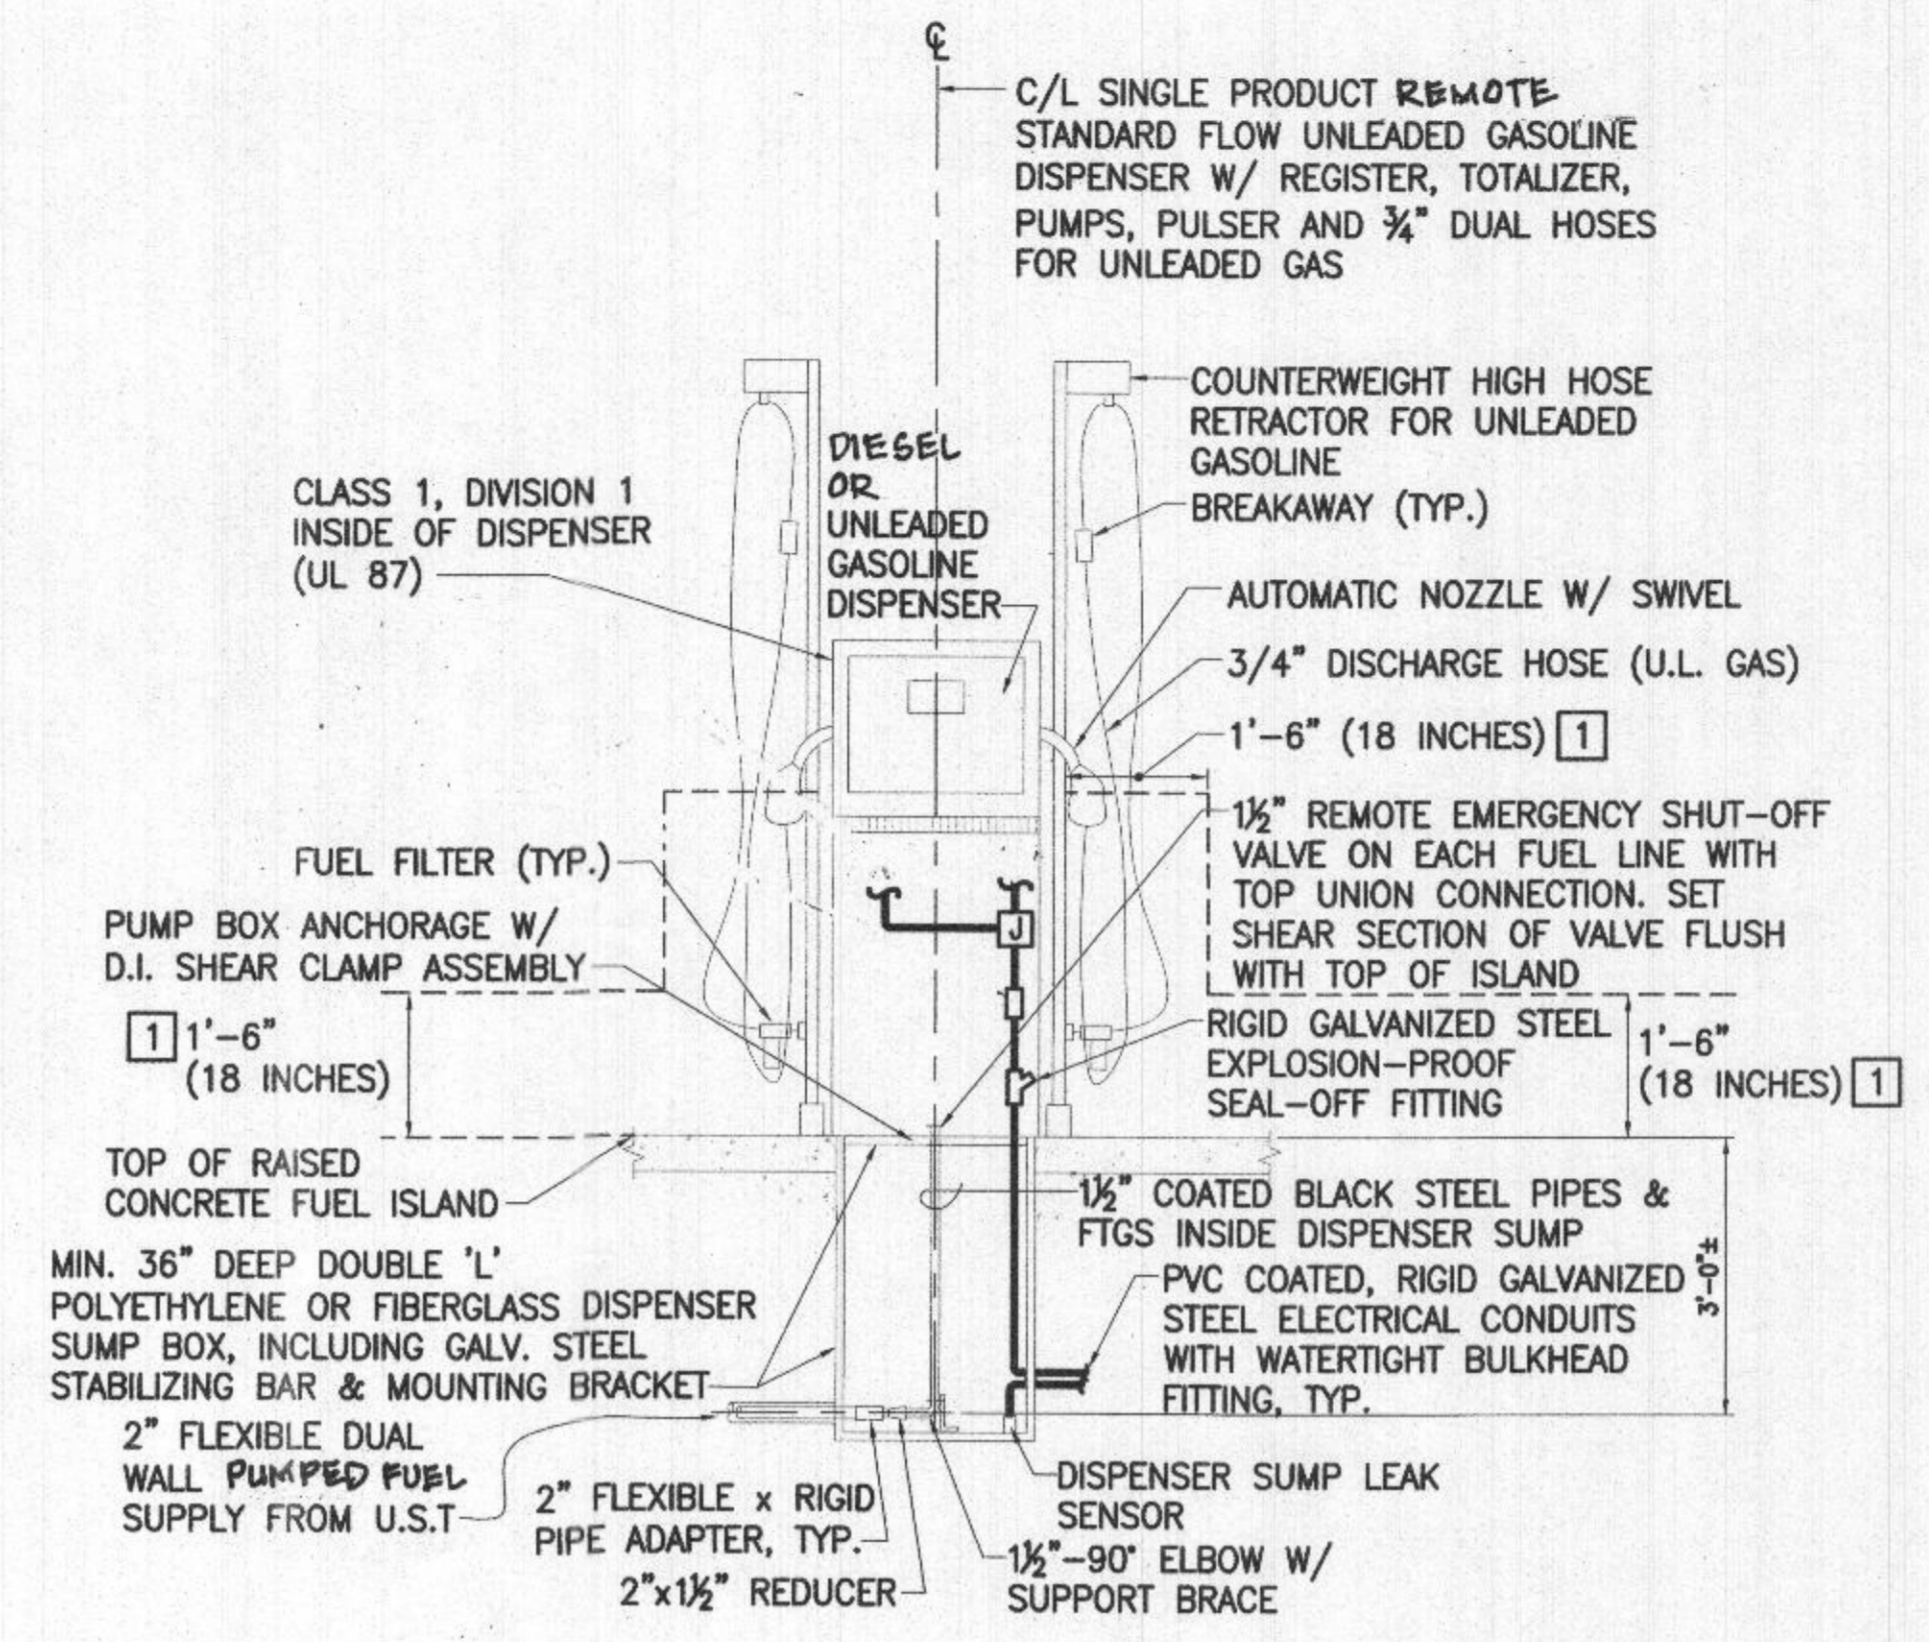 ℄
C/L SINGLE PRODUCT REMOTE
STANDARD FLOW UNLEADED GASOLINE
DISPENSER W/ REGISTER, TOTALIZER,
PUMPS, PULSER AND ¾" DUAL HOSES
FOR UNLEADED GAS
COUNTERWEIGHT HIGH HOSE
RETRACTOR FOR UNLEADED
GASOLINE
BREAKAWAY (TYP.)
DIESEL
OR
UNLEADED
GASOLINE
DISPENSER
CLASS 1, DIVISION 1
INSIDE OF DISPENSER
(UL 87)
AUTOMATIC NOZZLE W/ SWIVEL
3/4" DISCHARGE HOSE (U.L. GAS)
1'-6" (18 INCHES) 1
1½" REMOTE EMERGENCY SHUT-OFF
VALVE ON EACH FUEL LINE WITH
TOP UNION CONNECTION. SET
SHEAR SECTION OF VALVE FLUSH
WITH TOP OF ISLAND
FUEL FILTER (TYP.)
PUMP BOX ANCHORAGE W/
D.I. SHEAR CLAMP ASSEMBLY
J
1 1'-6"
(18 INCHES)
RIGID GALVANIZED STEEL
EXPLOSION-PROOF
SEAL-OFF FITTING
1'-6"
(18 INCHES) 1
TOP OF RAISED
CONCRETE FUEL ISLAND
1½" COATED BLACK STEEL PIPES &
FTGS INSIDE DISPENSER SUMP
3'-0"±
MIN. 36" DEEP DOUBLE 'L'
POLYETHYLENE OR FIBERGLASS DISPENSER
SUMP BOX, INCLUDING GALV. STEEL
STABILIZING BAR & MOUNTING BRACKET
PVC COATED, RIGID GALVANIZED
STEEL ELECTRICAL CONDUITS
WITH WATERTIGHT BULKHEAD
FITTING, TYP.
2" FLEXIBLE DUAL
WALL PUMPED FUEL
SUPPLY FROM U.S.T
2" FLEXIBLE x RIGID
PIPE ADAPTER, TYP.
2"x1½" REDUCER
DISPENSER SUMP LEAK
SENSOR
1½"-90° ELBOW W/
SUPPORT BRACE